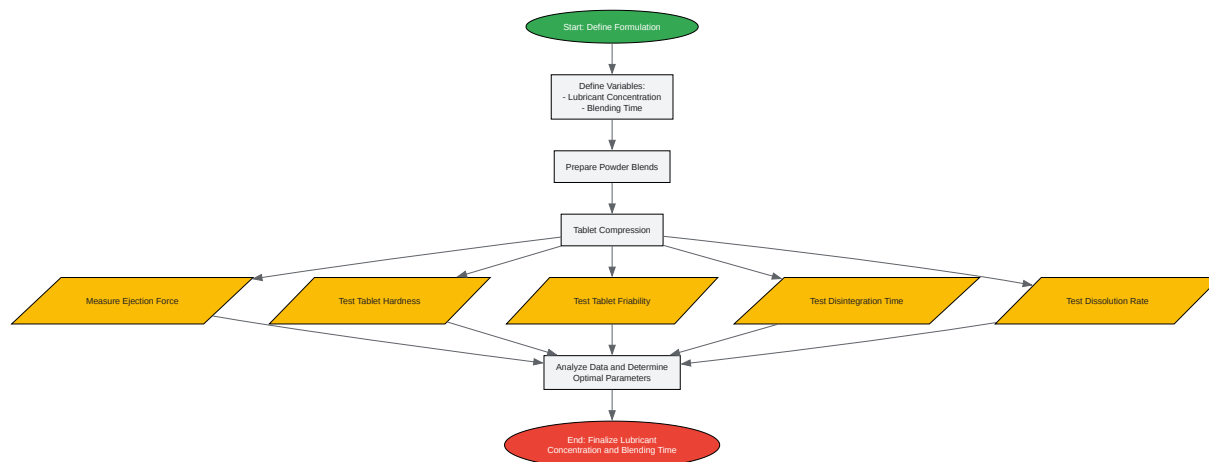 Start: Define Formulation
Define Variables:
- Lubricant Concentration
- Blending Time
Prepare Powder Blends
Tablet Compression
Measure Ejection Force
Test Tablet Hardness
Test Tablet Friability
Test Disintegration Time
Test Dissolution Rate
Analyze Data and Determine
Optimal Parameters
End: Finalize Lubricant
Concentration and Blending Time